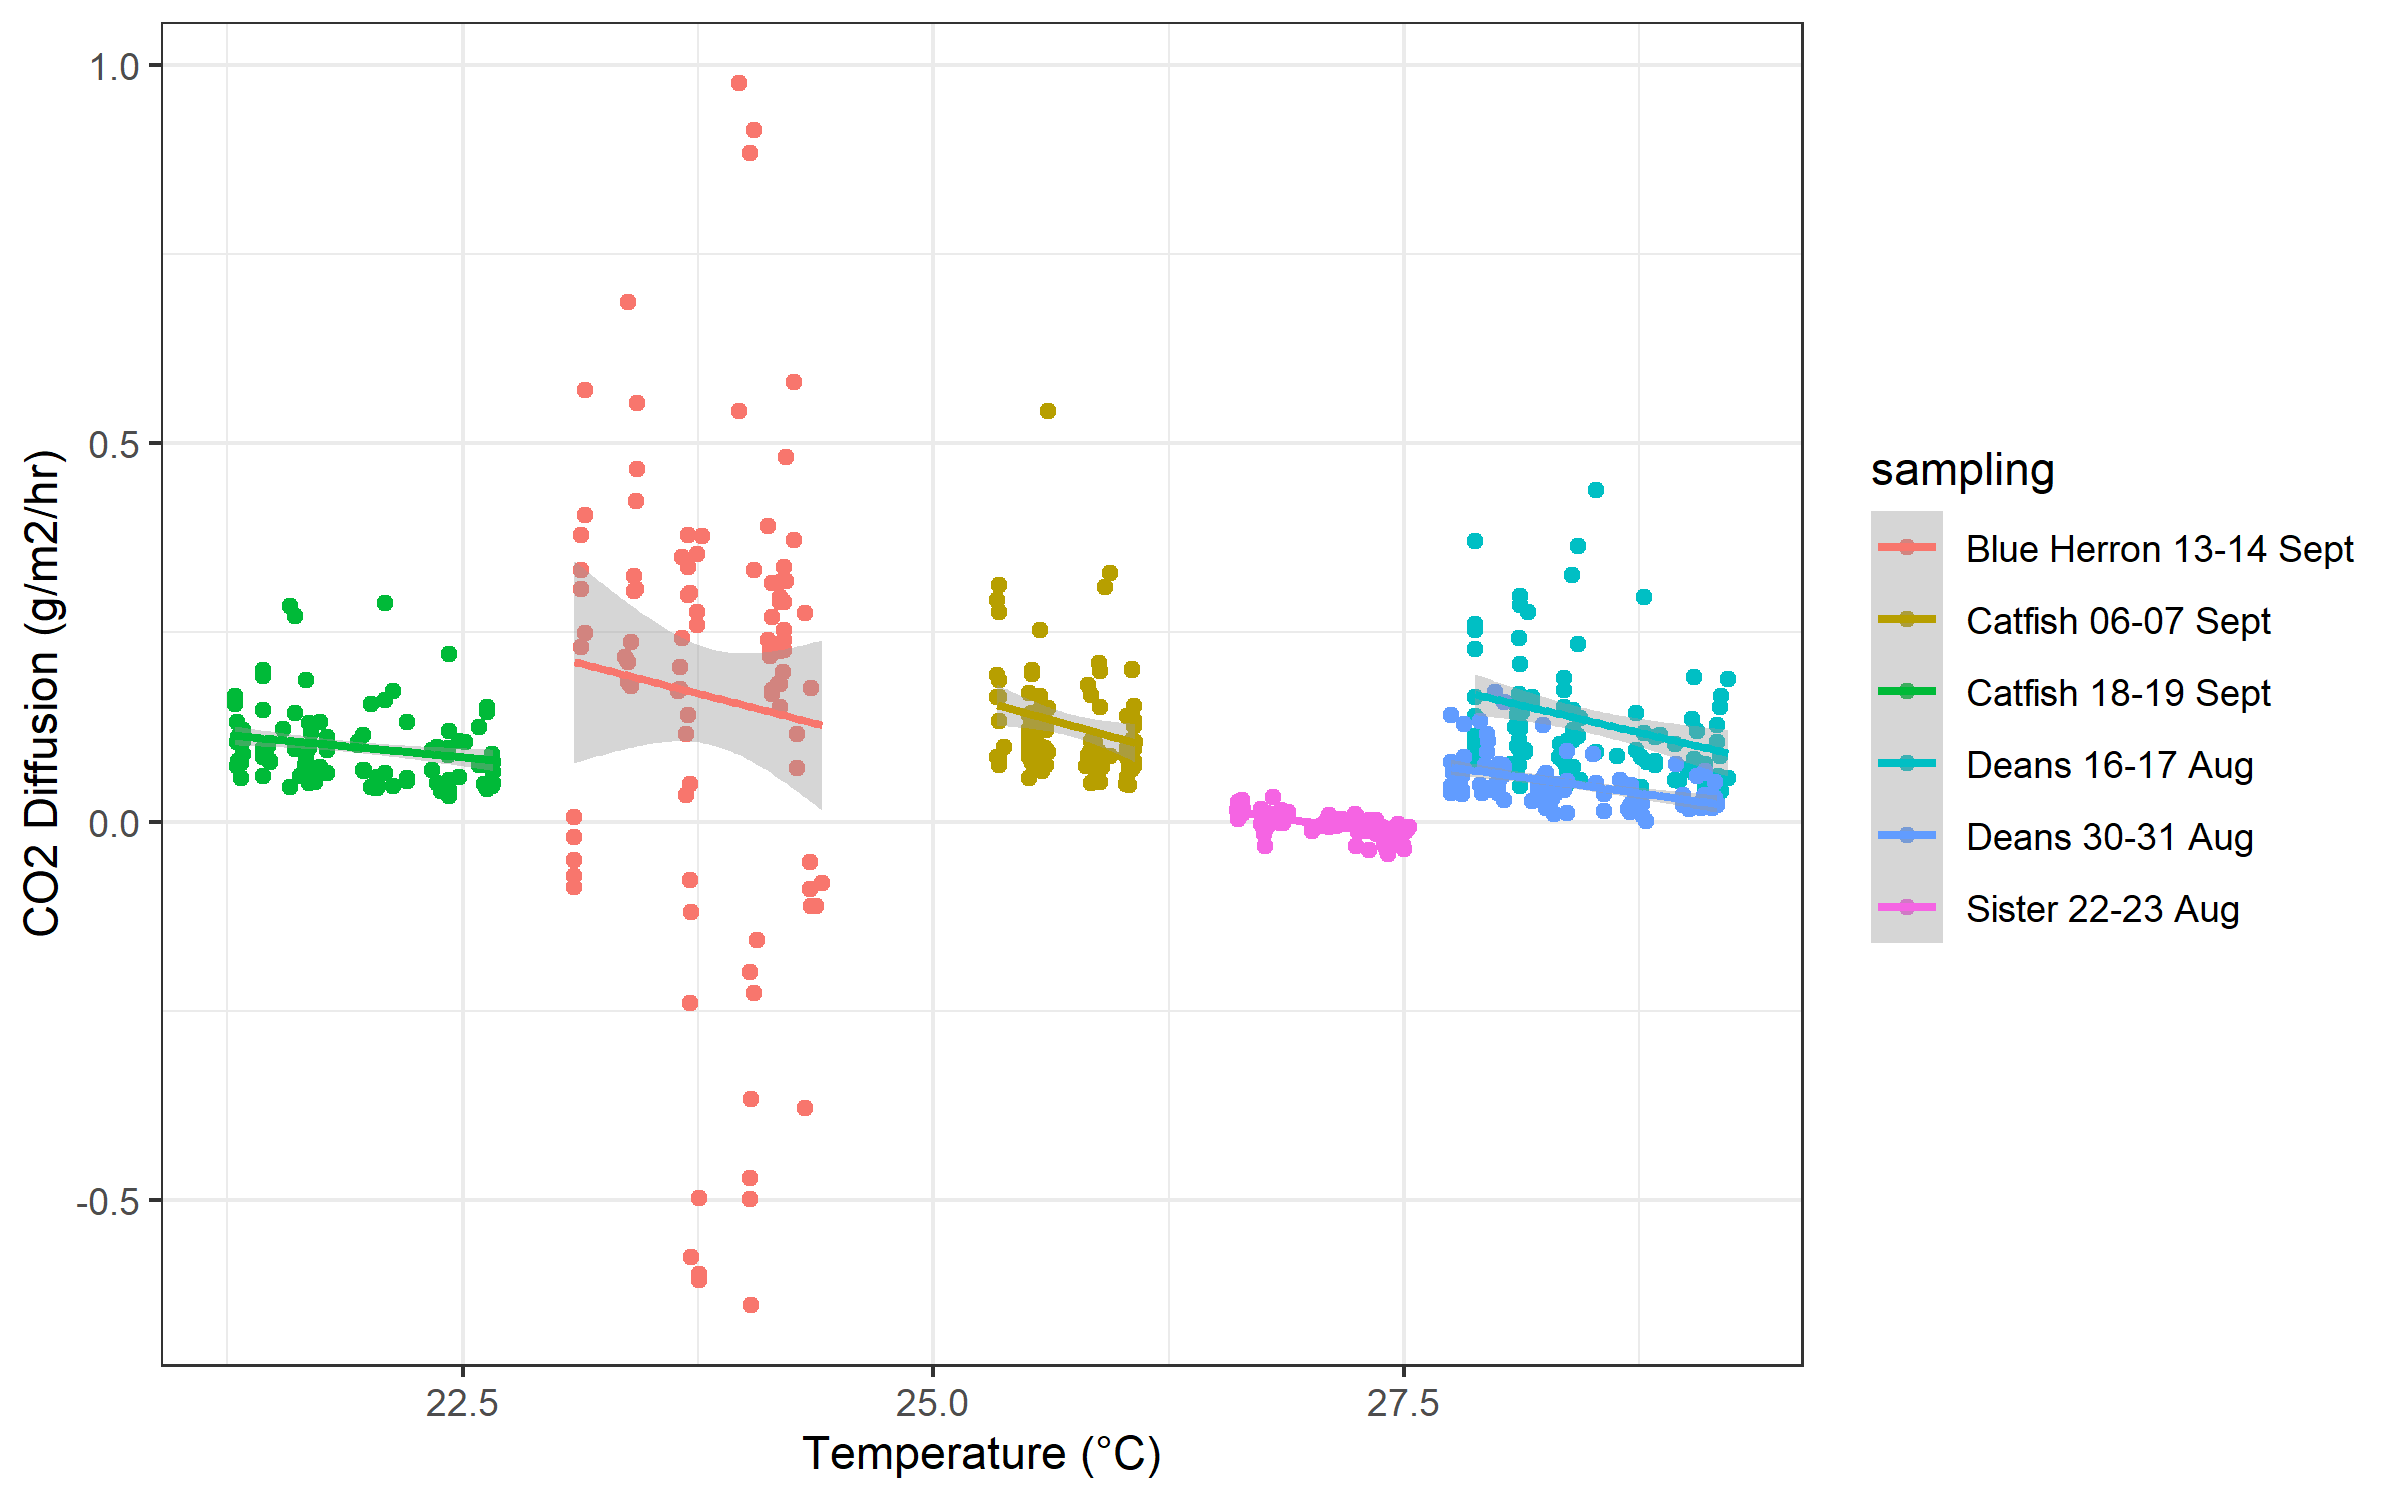 1.0
0.5
0.0
-0.5
CO2 Diffusion (g/m2/hr)
22.5 25.0 27.5
Temperature (°C)
sampling
Blue Herron 13-14 Sept
Catfish 06-07 Sept
Catfish 18-19 Sept
Deans 16-17 Aug
Deans 30-31 Aug
Sister 22-23 Aug